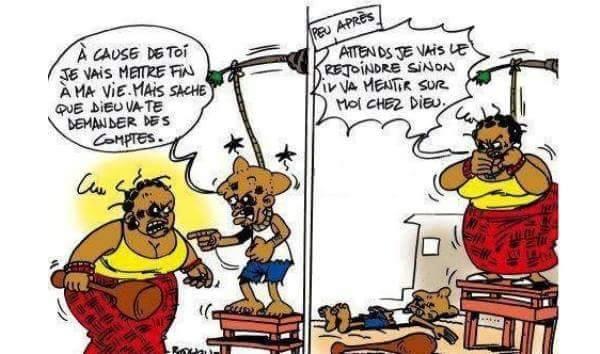 À CAUSE DE TOI
JE VAIS METTRE FIN
À MA VIE. MAIS SACHE
QUE DIEU VA TE
DEMANDER DES
COMPTES.
PEU APRÈS.
ATTENDS JE VAIS LE
REJOINDRE SINON
IL VA MENTIR SUR
MOI CHEZ DIEU.